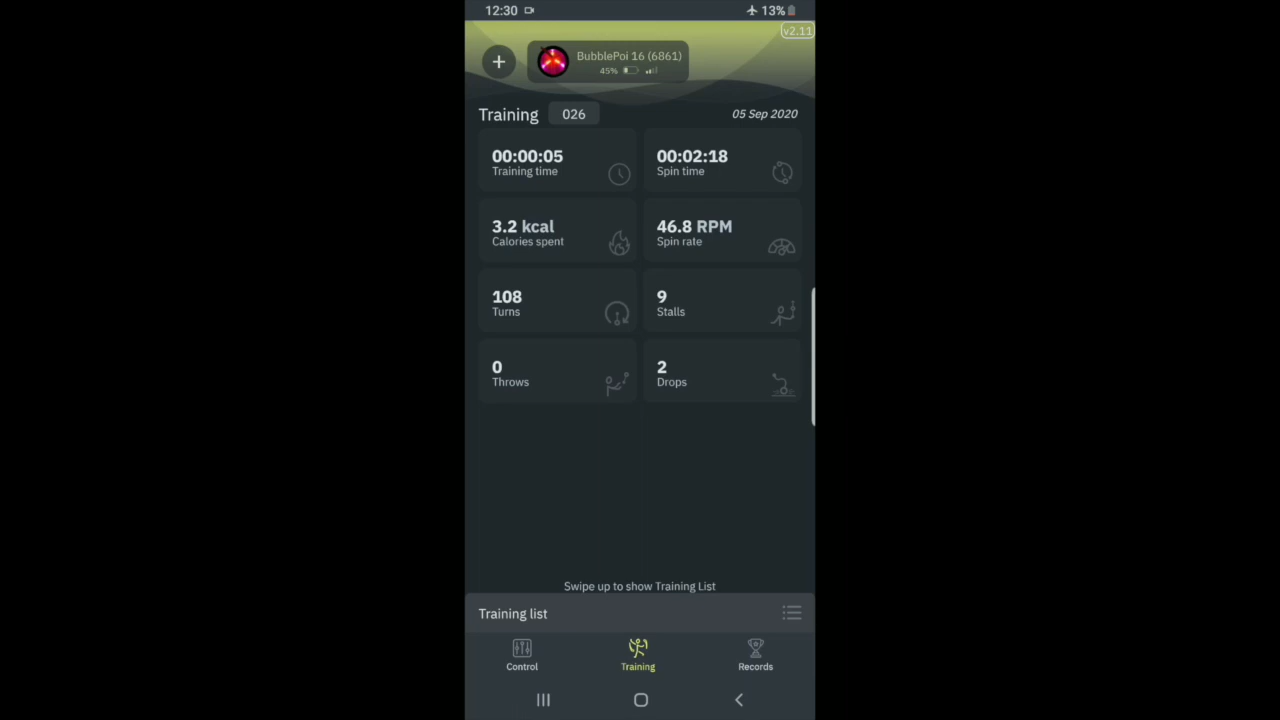 12:30 13%
v2.11
+ BubblePoi 16 (6861)
45%
Training 026 05 Sep 2020
00:00:05 00:02:18
Training time Spin time
3.2 kcal 46.8 RPM
Calories spent Spin rate
108 9
Turns Stalls
0 2
Throws Drops
Swipe up to show Training List
Training list
Control Training Records